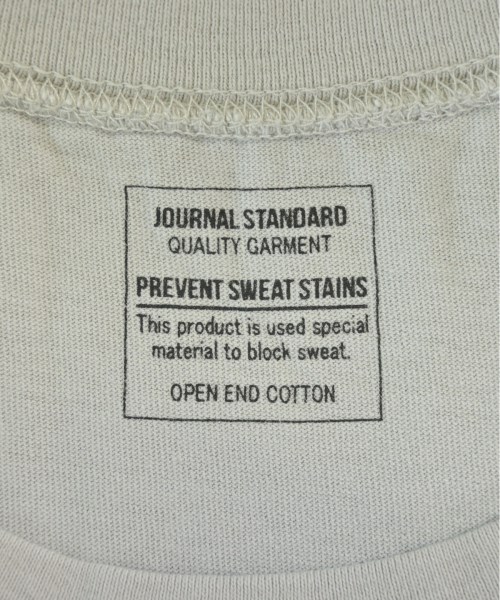 JOURNAL STANDARD
QUALITY GARMENT
PREVENT SWEAT STAINS
This product is used special
material to block sweat.
OPEN END COTTON